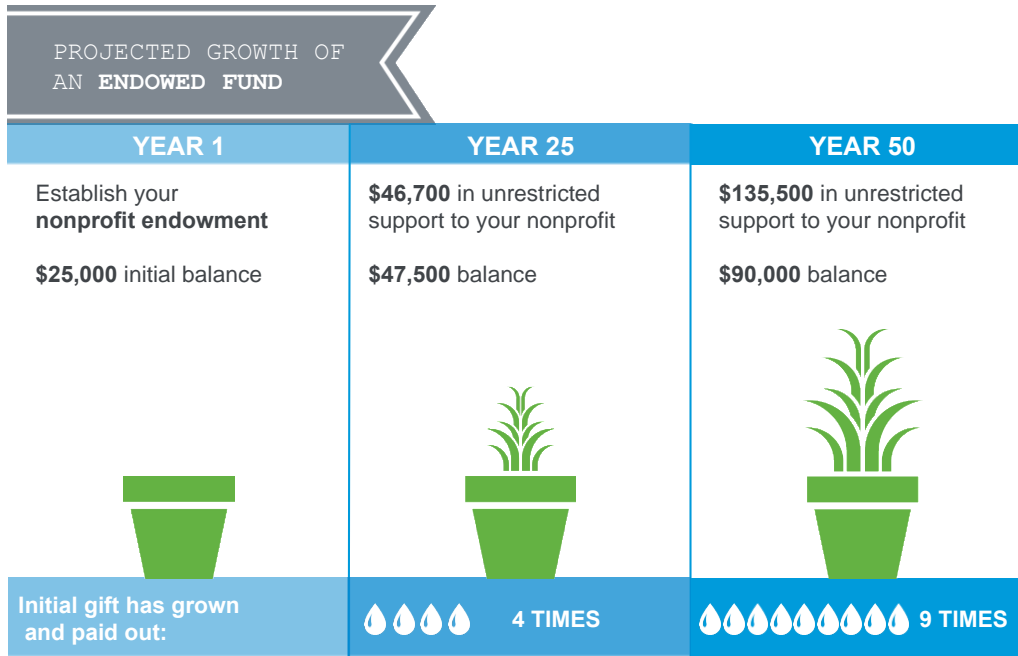 PROJECTED GROWTH OF
AN ENDOWED FUND
YEAR 1
Establish your
nonprofit endowment
$25,000 initial balance
YEAR 25
$46,700 in unrestricted
support to your nonprofit
$47,500 balance
YEAR 50
$135,500 in unrestricted
support to your nonprofit
$90,000 balance
Initial gift has grown
and paid out:
4 TIMES
9 TIMES